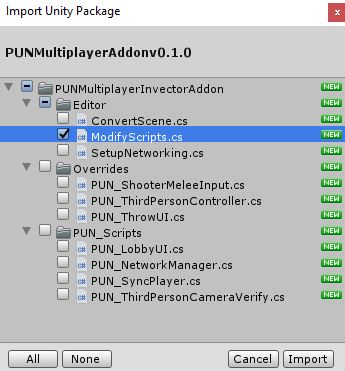 Import Unity Package
PUNMultiplayerAddonv0.1.0
PUNMultiplayerInvectorAddon NEW
Editor NEW
c# ConvertScene.cs NEW
c# ModifyScripts.cs NEW
c# SetupNetworking.cs NEW
Overrides NEW
c# PUN_ShooterMeleeInput.cs NEW
c# PUN_ThirdPersonController.cs NEW
c# PUN_ThrowUI.cs NEW
PUN_Scripts NEW
c# PUN_LobbyUI.cs NEW
c# PUN_NetworkManager.cs NEW
c# PUN_SyncPlayer.cs NEW
c# PUN_ThirdPersonCameraVerify.cs NEW
All None Cancel Import